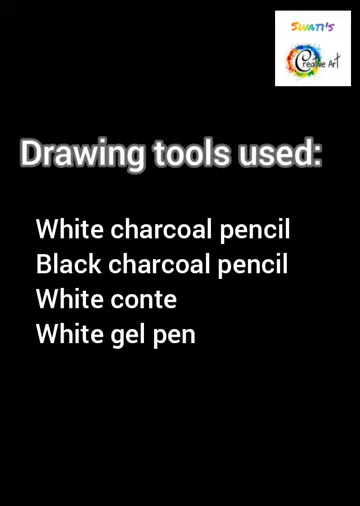 SWATI'S
Creative Art
Drawing tools used:
White charcoal pencil
Black charcoal pencil
White conte
White gel pen